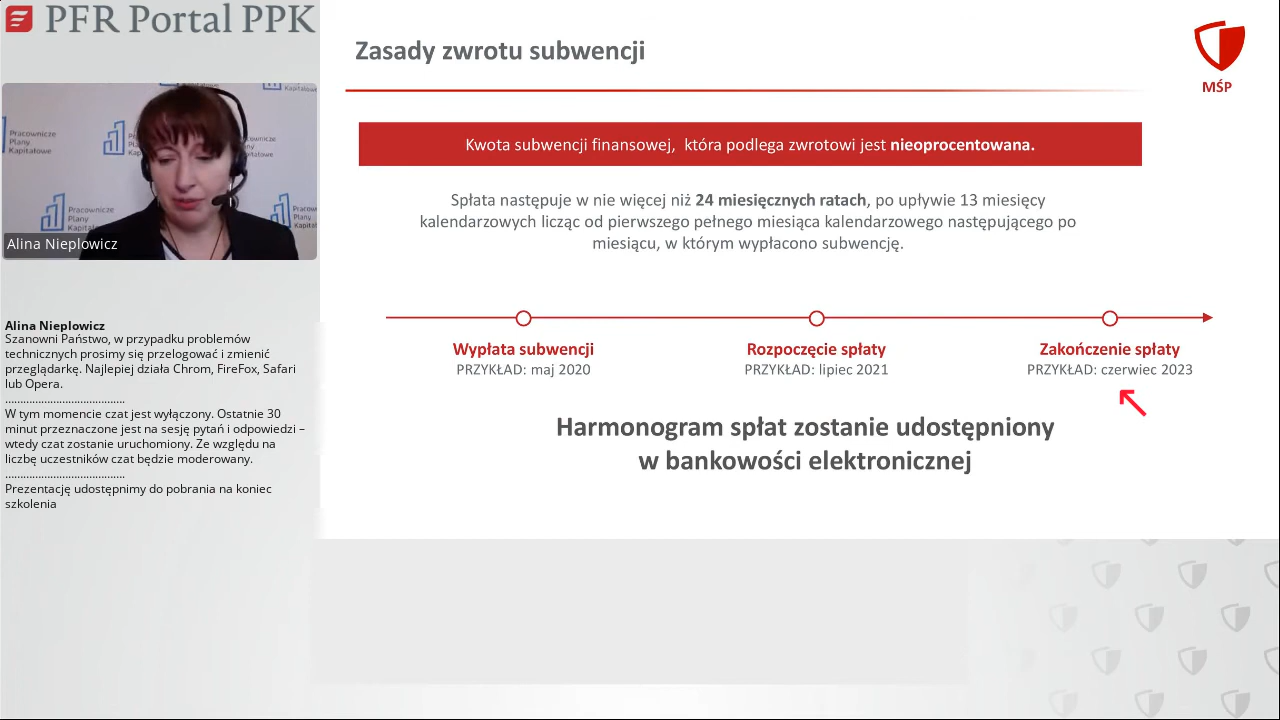 PFR Portal PPK
Pracownicze
Plany
Kapitałowe
Pracownicze
Plany
Kapitałowe
Alina Nieplowicz
Alina Nieplowicz
Szanowni Państwo, w przypadku problemów
technicznych prosimy się przelogować i zmienić
przeglądarkę. Najlepiej działa Chrom, FireFox, Safari
lub Opera.
........................................
W tym momencie czat jest wyłączony. Ostatnie 30
minut przeznaczone jest na sesję pytań i odpowiedzi –
wtedy czat zostanie uruchomiony. Ze względu na
liczbę uczestników czat będzie moderowany.
........................................
Prezentację udostępnimy do pobrania na koniec
szkolenia
Zasady zwrotu subwencji
MŚP
Kwota subwencji finansowej, która podlega zwrotowi jest nieoprocentowana.
Spłata następuje w nie więcej niż 24 miesięcznych ratach, po upływie 13 miesięcy
kalendarzowych licząc od pierwszego pełnego miesiąca kalendarzowego następującego po
miesiącu, w którym wypłacono subwencję.
Wypłata subwencji
PRZYKŁAD: maj 2020
Rozpoczęcie spłaty
PRZYKŁAD: lipiec 2021
Zakończenie spłaty
PRZYKŁAD: czerwiec 2023
Harmonogram spłat zostanie udostępniony
w bankowości elektronicznej